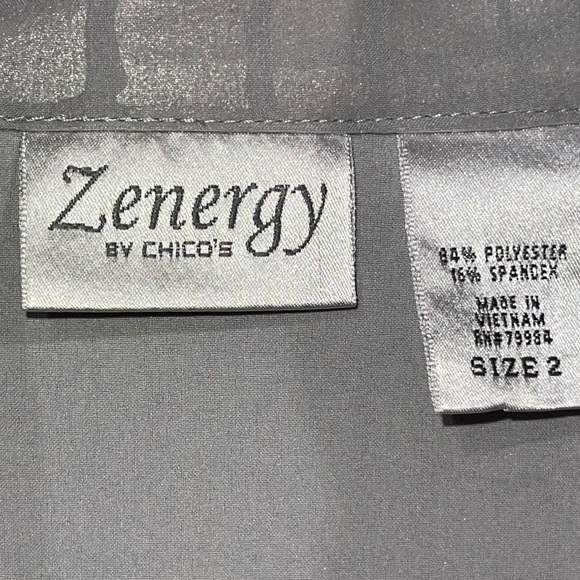 Zenergy
BY CHICO'S
84% POLYESTER
16% SPANDEX
MADE IN
VIETNAM
RN#79984
SIZE 2